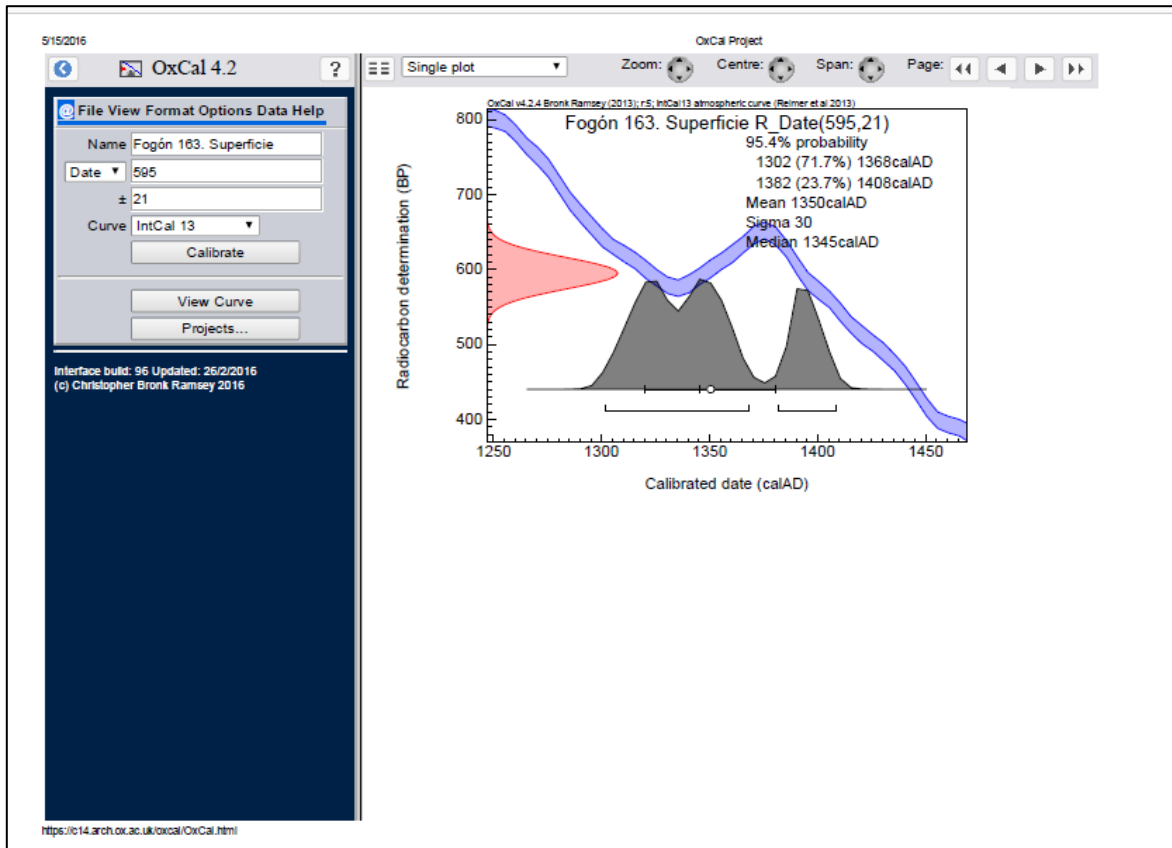 5/15/2016
OxCal Project
OxCal 4.2
?
Single plot
Zoom:
Centre:
Span:
Page:
@ File View Format Options Data Help
Name Fogón 163. Superficie
Date 595
± 21
Curve IntCal 13
Calibrate
View Curve
Projects...
Interface build: 96 Updated: 26/2/2016
(c) Christopher Bronk Ramsey 2016
OxCal v4.2.4 Bronk Ramsey (2013); r:5; IntCal13 atmospheric curve (Reimer et al 2013)
Fogón 163. Superficie R_Date(595,21)
95.4% probability
1302 (71.7%) 1368calAD
1382 (23.7%) 1408calAD
Mean 1350calAD
Sigma 30
Median 1345calAD
Radiocarbon determination (BP)
800
700
600
500
400
1250 1300 1350 1400 1450
Calibrated date (calAD)
https://c14.arch.ox.ac.uk/oxcal/OxCal.html